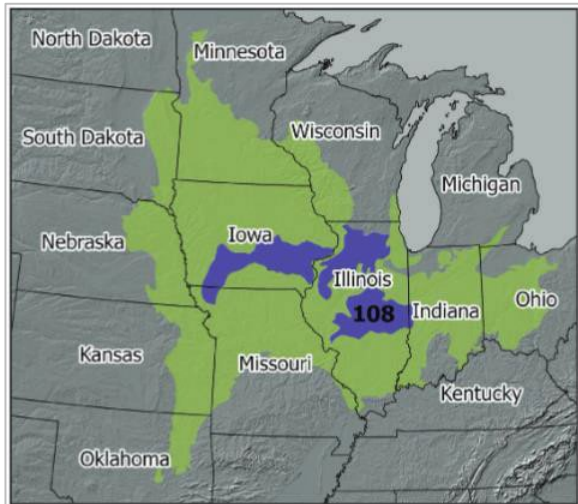 North Dakota
Minnesota
South Dakota
Wisconsin
Michigan
Nebraska
Iowa
Illinois
108
Indiana
Ohio
Kansas
Missouri
Kentucky
Oklahoma